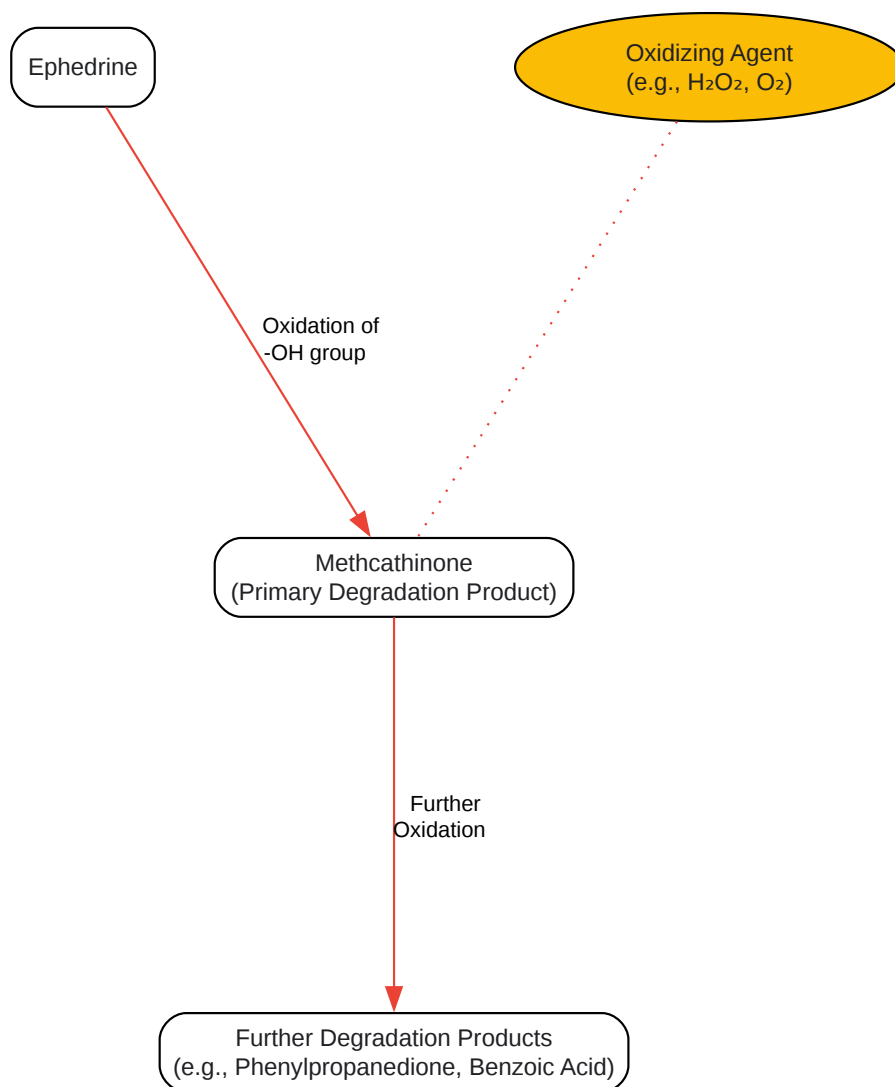 Ephedrine
Oxidizing Agent
(e.g., H₂O₂, O₂)
Oxidation of
-OH group
Methcathinone
(Primary Degradation Product)
Further
Oxidation
Further Degradation Products
(e.g., Phenylpropanedione, Benzoic Acid)